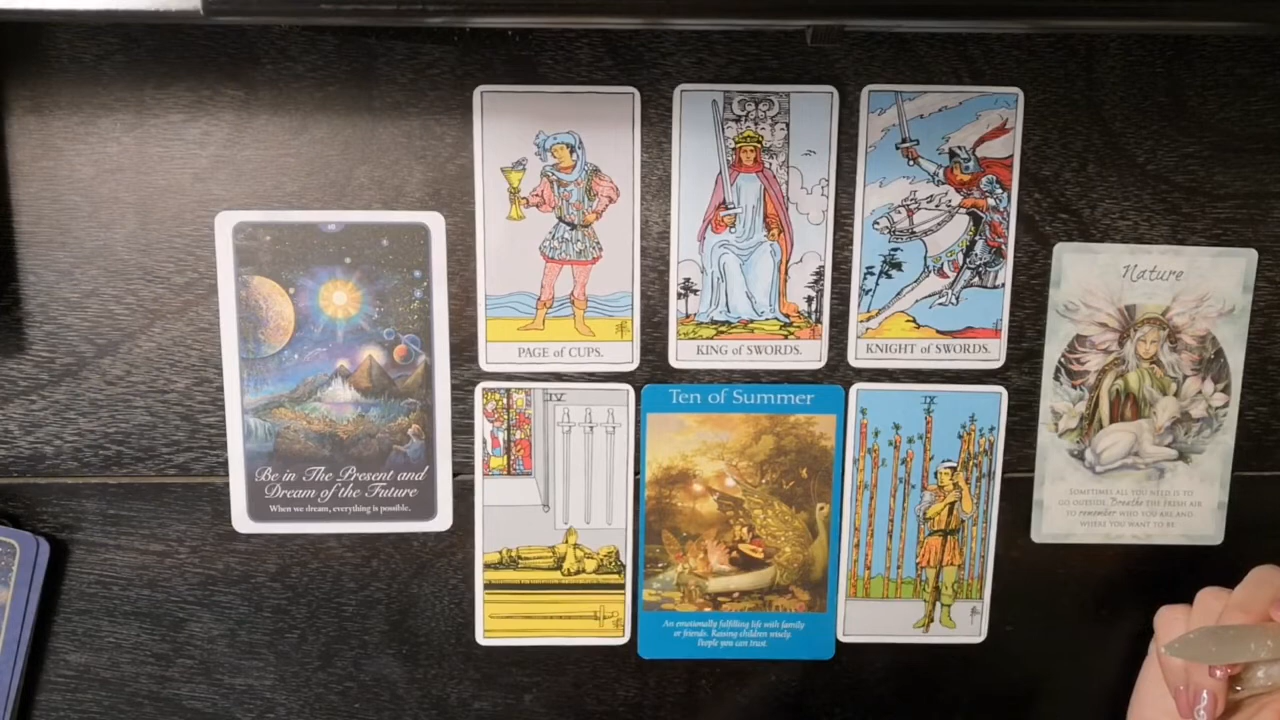 PAGE of CUPS.
KING of SWORDS.
KNIGHT of SWORDS.
Be in The Present and
Dream of the Future
When we dream, everything is possible.
IV
Ten of Summer
An emotionally fulfilling life with family
or friends. Raising children wisely.
People you can trust.
IX
Nature
SOMETIMES ALL YOU NEED IS TO
GO OUTSIDE, Breathe THE FRESH AIR
TO remember WHO YOU ARE AND
WHERE YOU WANT TO BE